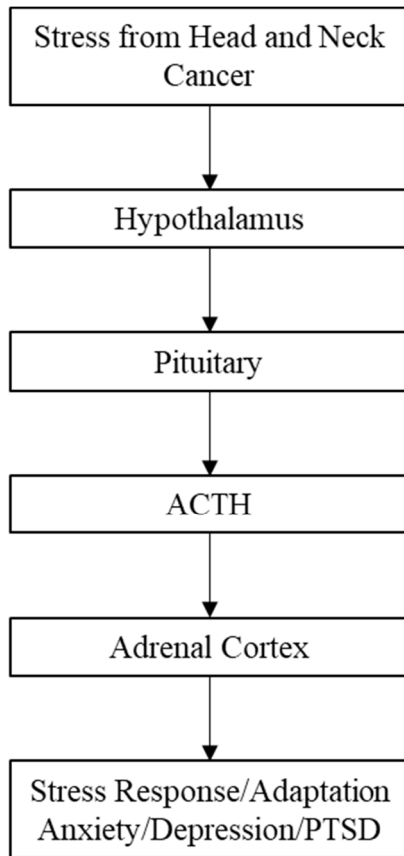 Stress from Head and Neck
Cancer
Hypothalamus
Pituitary
ACTH
Adrenal Cortex
Stress Response/Adaptation
Anxiety/Depression/PTSD